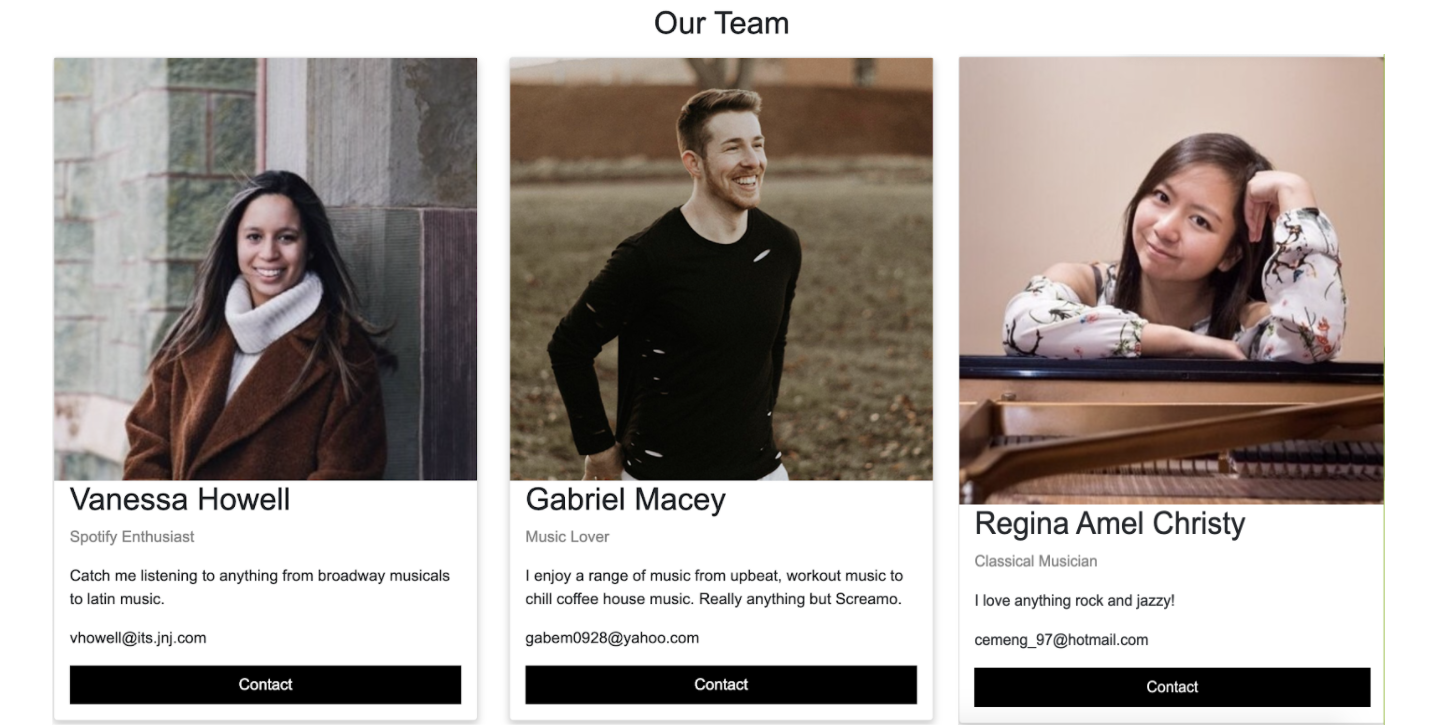 Our Team
Vanessa Howell
Spotify Enthusiast
Catch me listening to anything from broadway musicals
to latin music.
vhowell@its.jnj.com
Contact
Gabriel Macey
Music Lover
I enjoy a range of music from upbeat, workout music to
chill coffee house music. Really anything but Screamo.
gabem0928@yahoo.com
Contact
Regina Amel Christy
Classical Musician
I love anything rock and jazzy!
cemeng_97@hotmail.com
Contact